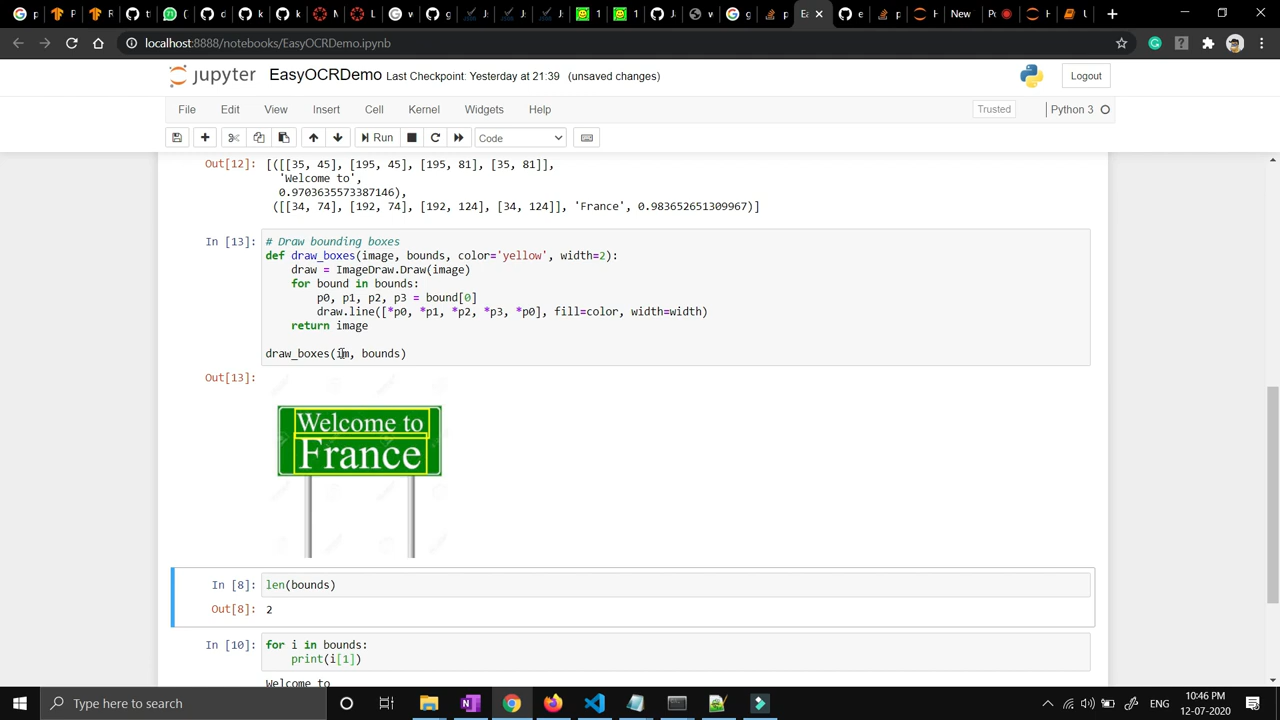 Ea
New
localhost:8888/notebooks/EasyOCRDemo.ipynb
jupyter EasyOCRDemo Last Checkpoint: Yesterday at 21:39 (unsaved changes)
Logout
File Edit View Insert Cell Kernel Widgets Help
Trusted Python 3
Run Code
Out[12]: [([[35, 45], [195, 45], [195, 81], [35, 81]],
'Welcome to',
0.9703635573387146),
([[34, 74], [192, 74], [192, 124], [34, 124]], 'France', 0.983652651309967)]
In [13]: # Draw bounding boxes
def draw_boxes(image, bounds, color='yellow', width=2):
draw = ImageDraw.Draw(image)
for bound in bounds:
p0, p1, p2, p3 = bound[0]
draw.line([*p0, *p1, *p2, *p3, *p0], fill=color, width=width)
return image
draw_boxes(im, bounds)
Out[13]:
Welcome to
France
In [8]: len(bounds)
Out[8]: 2
In [10]: for i in bounds:
print(i[1])
Welcome to
Type here to search
ENG
10:46 PM
12-07-2020